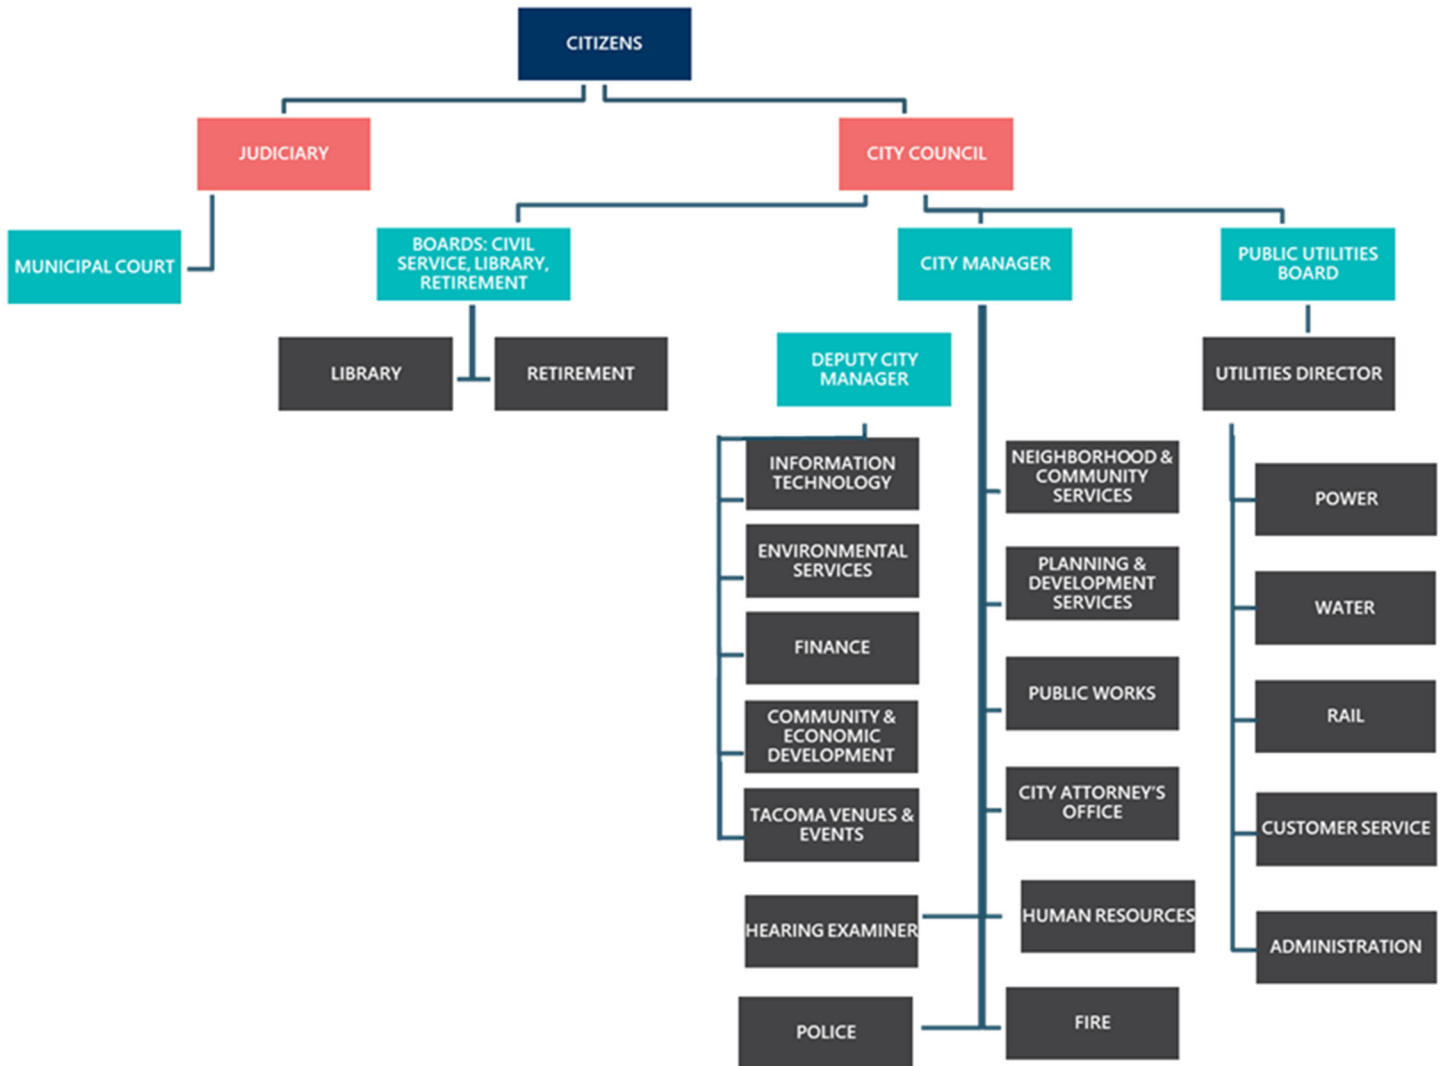 CITIZENS
JUDICIARY
CITY COUNCIL
MUNICIPAL COURT
BOARDS: CIVIL
SERVICE, LIBRARY,
RETIREMENT
CITY MANAGER
PUBLIC UTILITIES
BOARD
LIBRARY
RETIREMENT
DEPUTY CITY
MANAGER
UTILITIES DIRECTOR
INFORMATION
TECHNOLOGY
ENVIRONMENTAL
SERVICES
FINANCE
COMMUNITY &
ECONOMIC
DEVELOPMENT
TACOMA VENUES &
EVENTS
HEARING EXAMINER
POLICE
NEIGHBORHOOD &
COMMUNITY
SERVICES
PLANNING &
DEVELOPMENT
SERVICES
PUBLIC WORKS
CITY ATTORNEY'S
OFFICE
HUMAN RESOURCES
FIRE
POWER
WATER
RAIL
CUSTOMER SERVICE
ADMINISTRATION